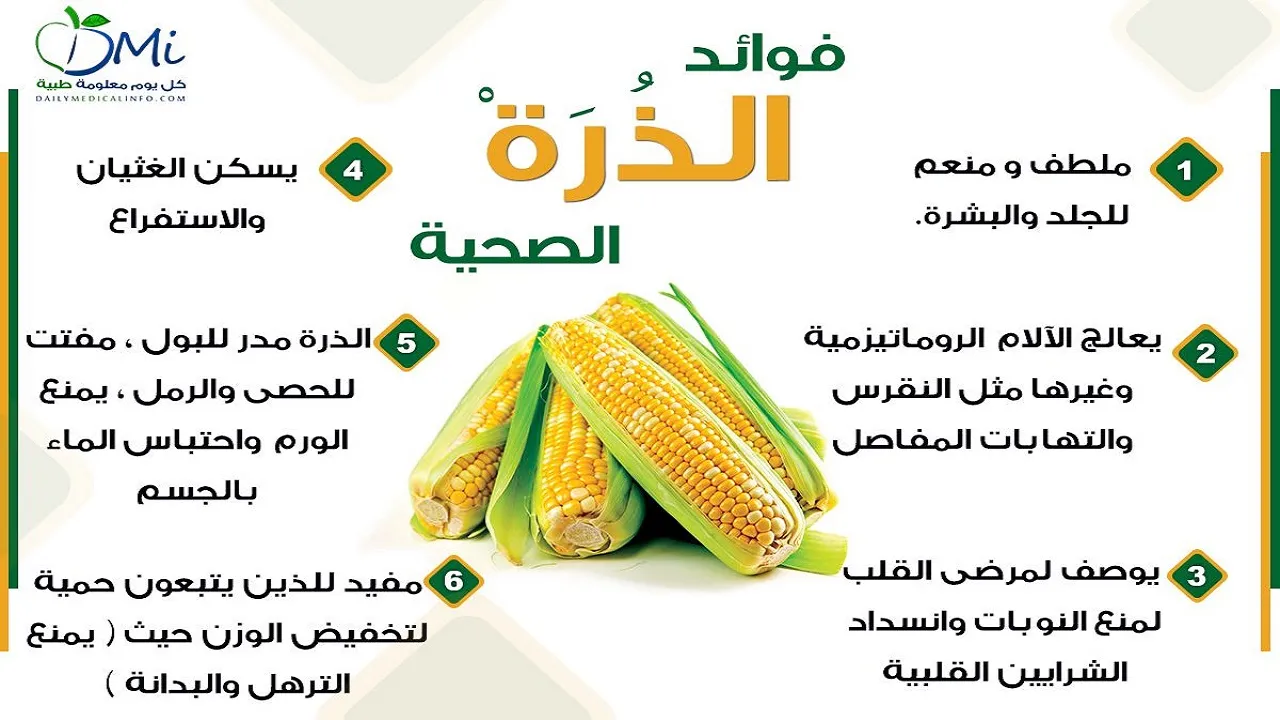 DMi
كل يوم معلومة طبية
DAILYMEDICALINFO.COM
فوائد
الذُرَةْ
الصحية
1
ملطف و منعم
للجلد والبشرة.
2
يعالج الآلام الروماتيزمية
وغيرها مثل النقرس
والتهابات المفاصل
3
يوصف لمرضى القلب
لمنع النوبات وانسداد
الشرايين القلبية
4
يسكن الغثيان
والاستفراغ
5
الذرة مدر للبول ، مفتت
للحصى والرمل ، يمنع
الورم واحتباس الماء
بالجسم
6
مفيد للذين يتبعون حمية
لتخفيض الوزن حيث ( يمنع
الترهل والبدانة )